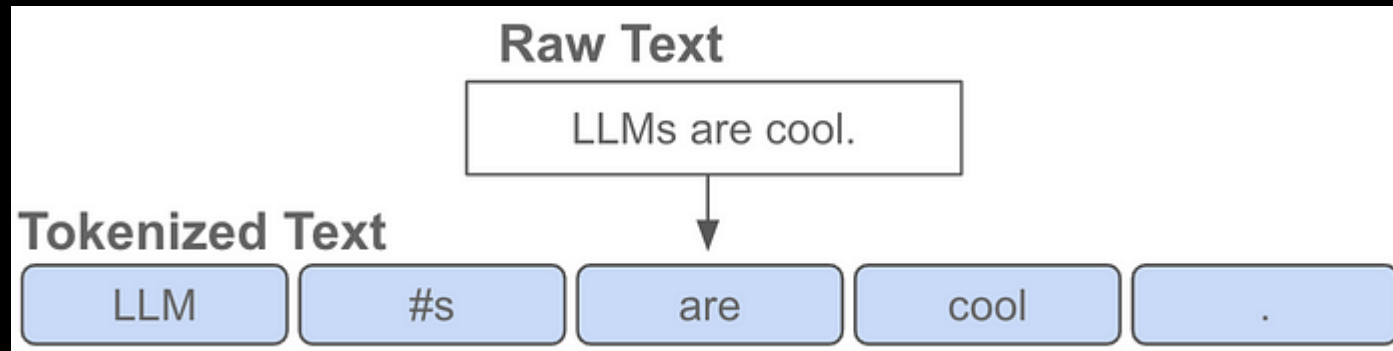 Raw Text
LLMs are cool.
Tokenized Text
LLM #s are cool .